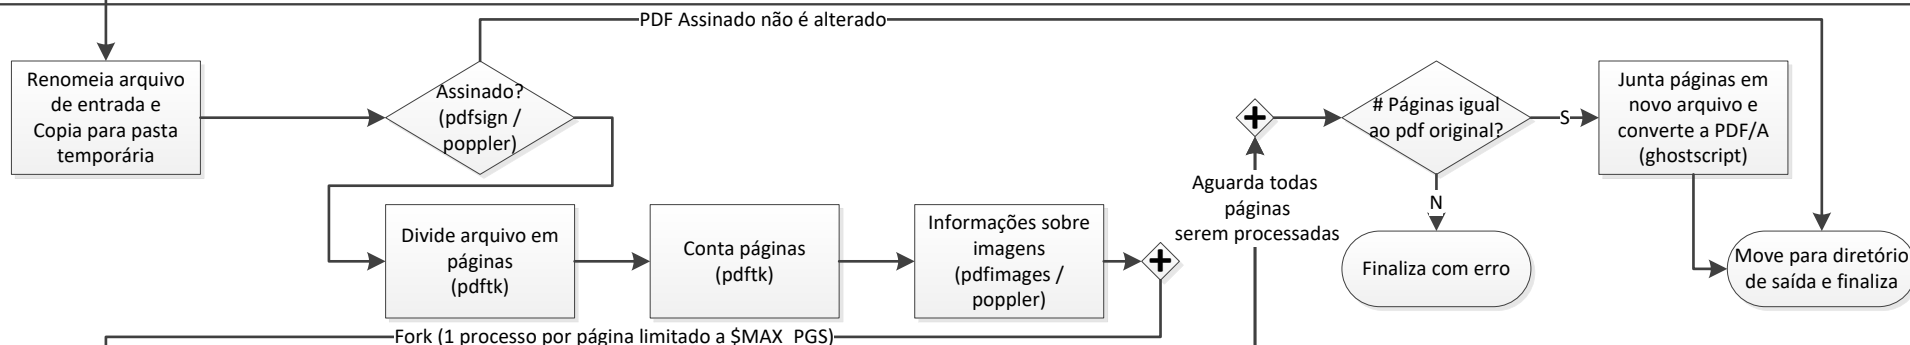 PDF Assinado não é alterado
Renomeia arquivo
de entrada e
Copia para pasta
temporária
Assinado?
(pdfsign /
poppler)
# Páginas igual
ao pdf original?
S
Junta páginas em
novo arquivo e
converte a PDF/A
(ghostscript)
Aguarda todas
páginas
serem processadas
N
Divide arquivo em
páginas
(pdftk)
Conta páginas
(pdftk)
Informações sobre
imagens
(pdfimages /
poppler)
Finaliza com erro
Move para diretório
de saída e finaliza
Fork (1 processo por página limitado a $MAX_PGS)